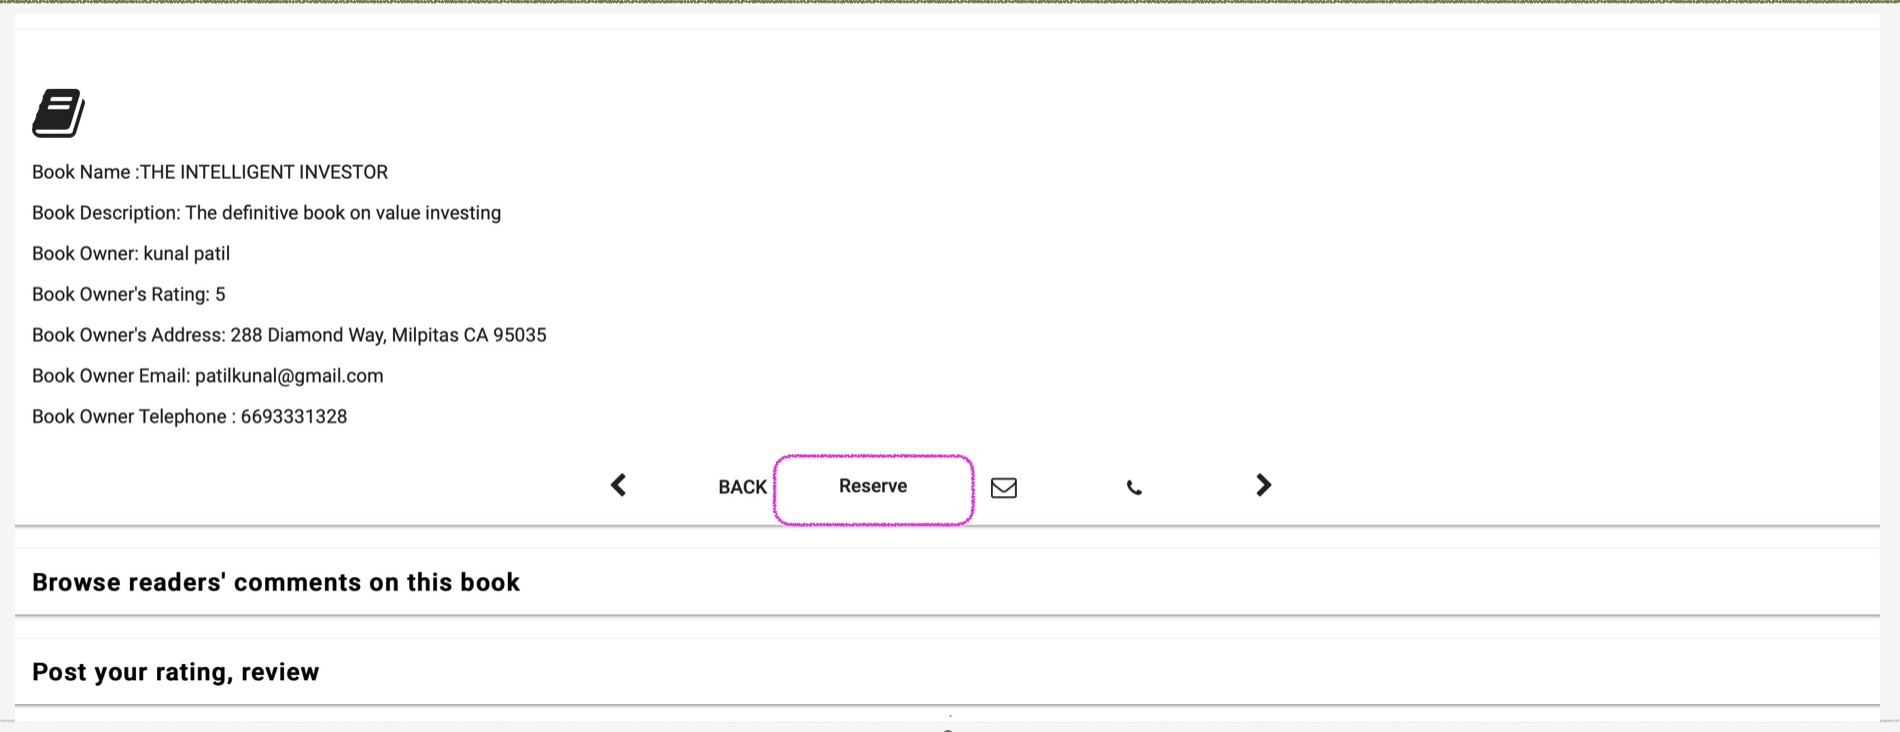 Book Name :THE INTELLIGENT INVESTOR
Book Description: The definitive book on value investing
Book Owner: kunal patil
Book Owner's Rating: 5
Book Owner's Address: 288 Diamond Way, Milpitas CA 95035
Book Owner Email: patilkunal@gmail.com
Book Owner Telephone : 6693331328
BACK Reserve
Browse readers' comments on this book
Post your rating, review